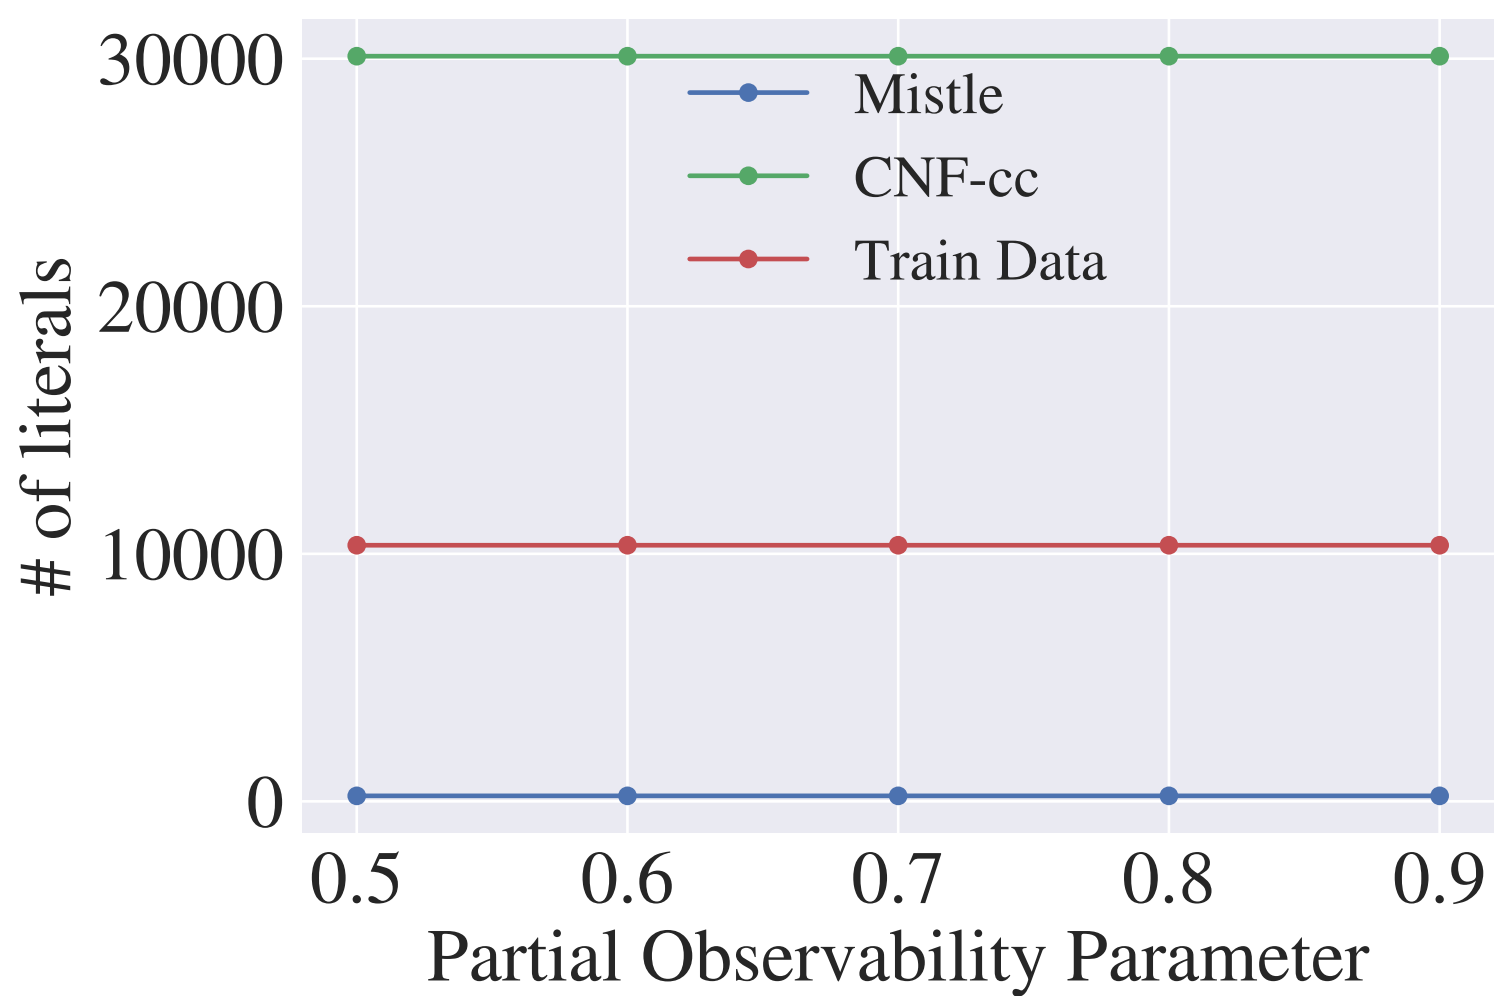 30000
20000
10000
0
# of literals
Mistle
CNF-cc
Train Data
0.5 0.6 0.7 0.8 0.9
Partial Observability Parameter